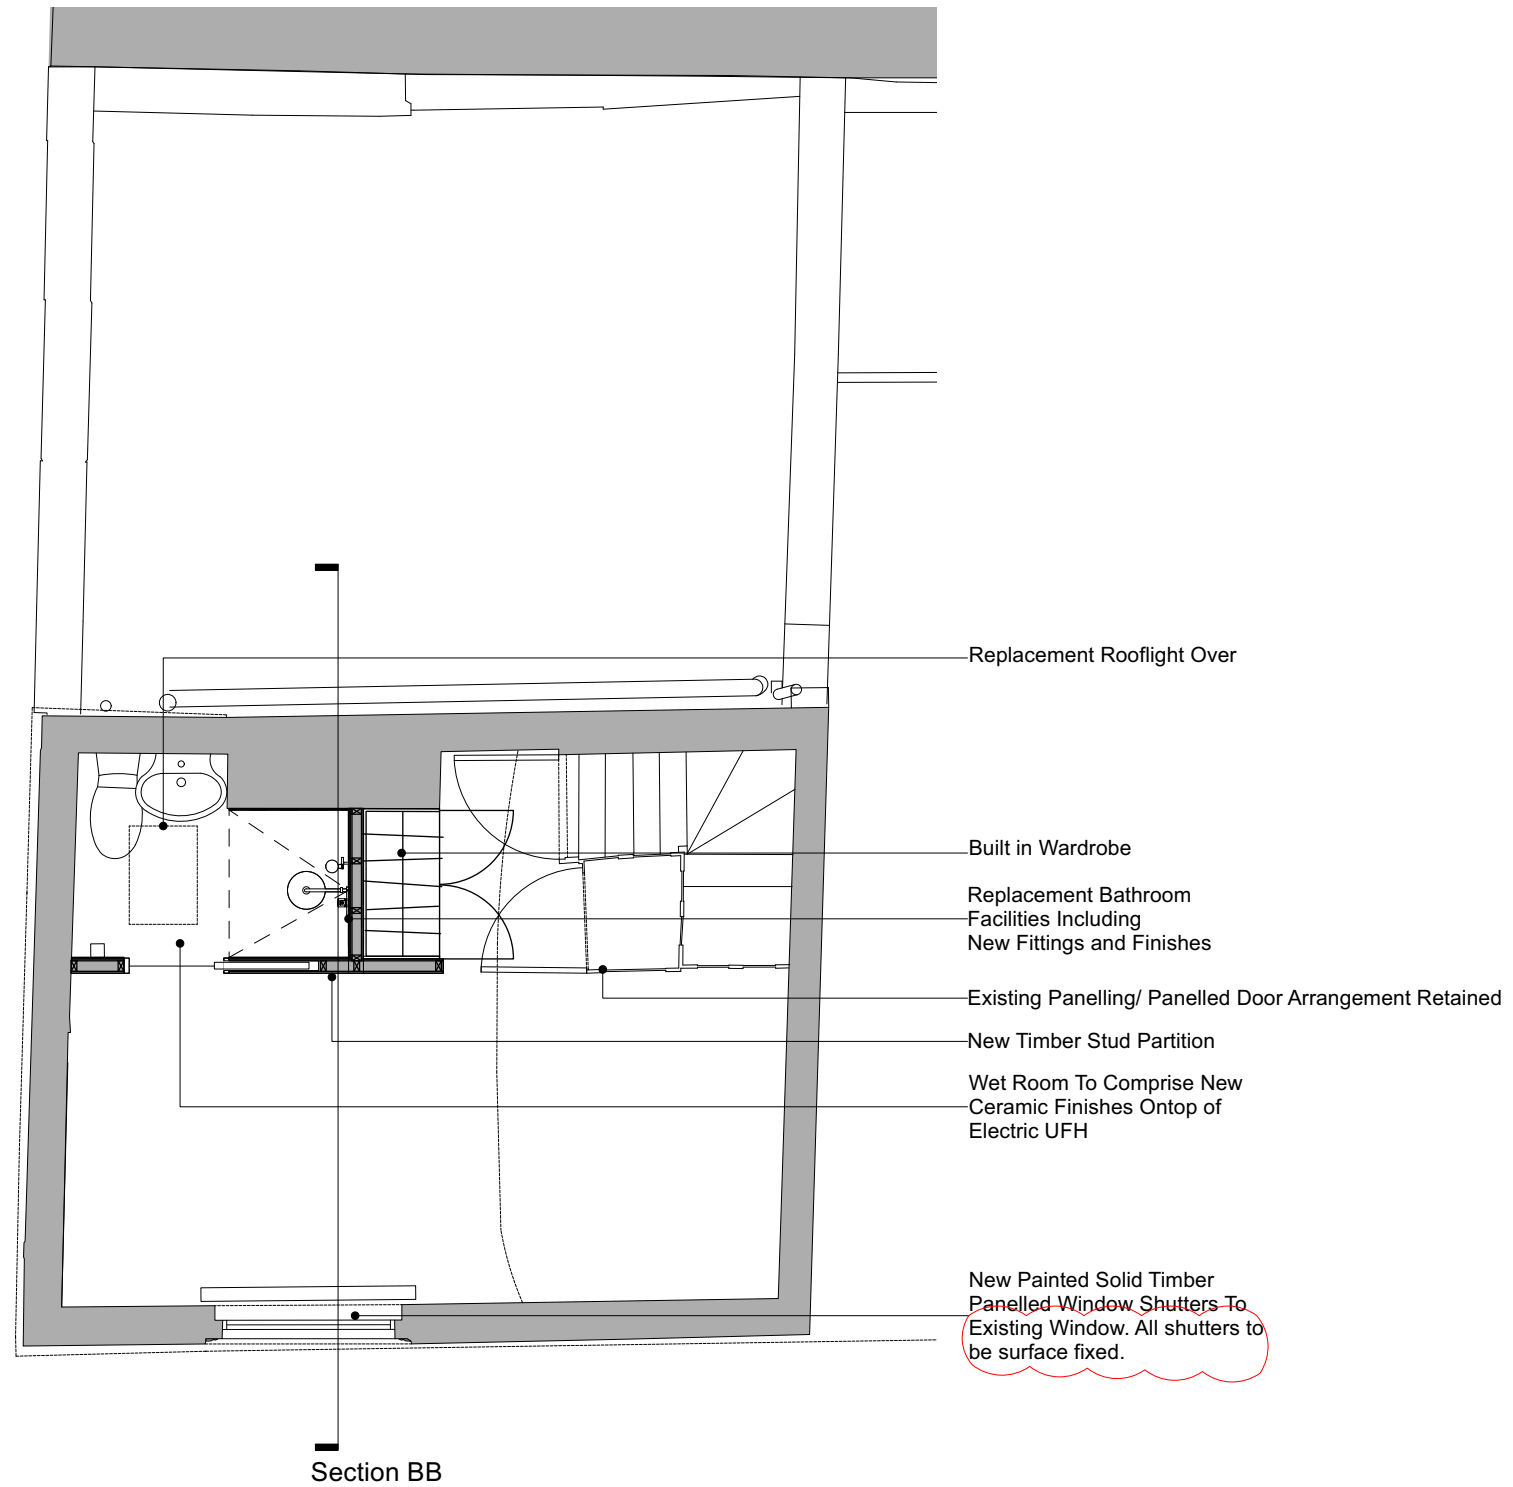 Replacement Rooflight Over
Built in Wardrobe
Replacement Bathroom
Facilities Including
New Fittings and Finishes
Existing Panelling/ Panelled Door Arrangement Retained
New Timber Stud Partition
Wet Room To Comprise New
Ceramic Finishes Ontop of
Electric UFH
New Painted Solid Timber
Panelled Window Shutters To
Existing Window. All shutters to
be surface fixed.
Section BB